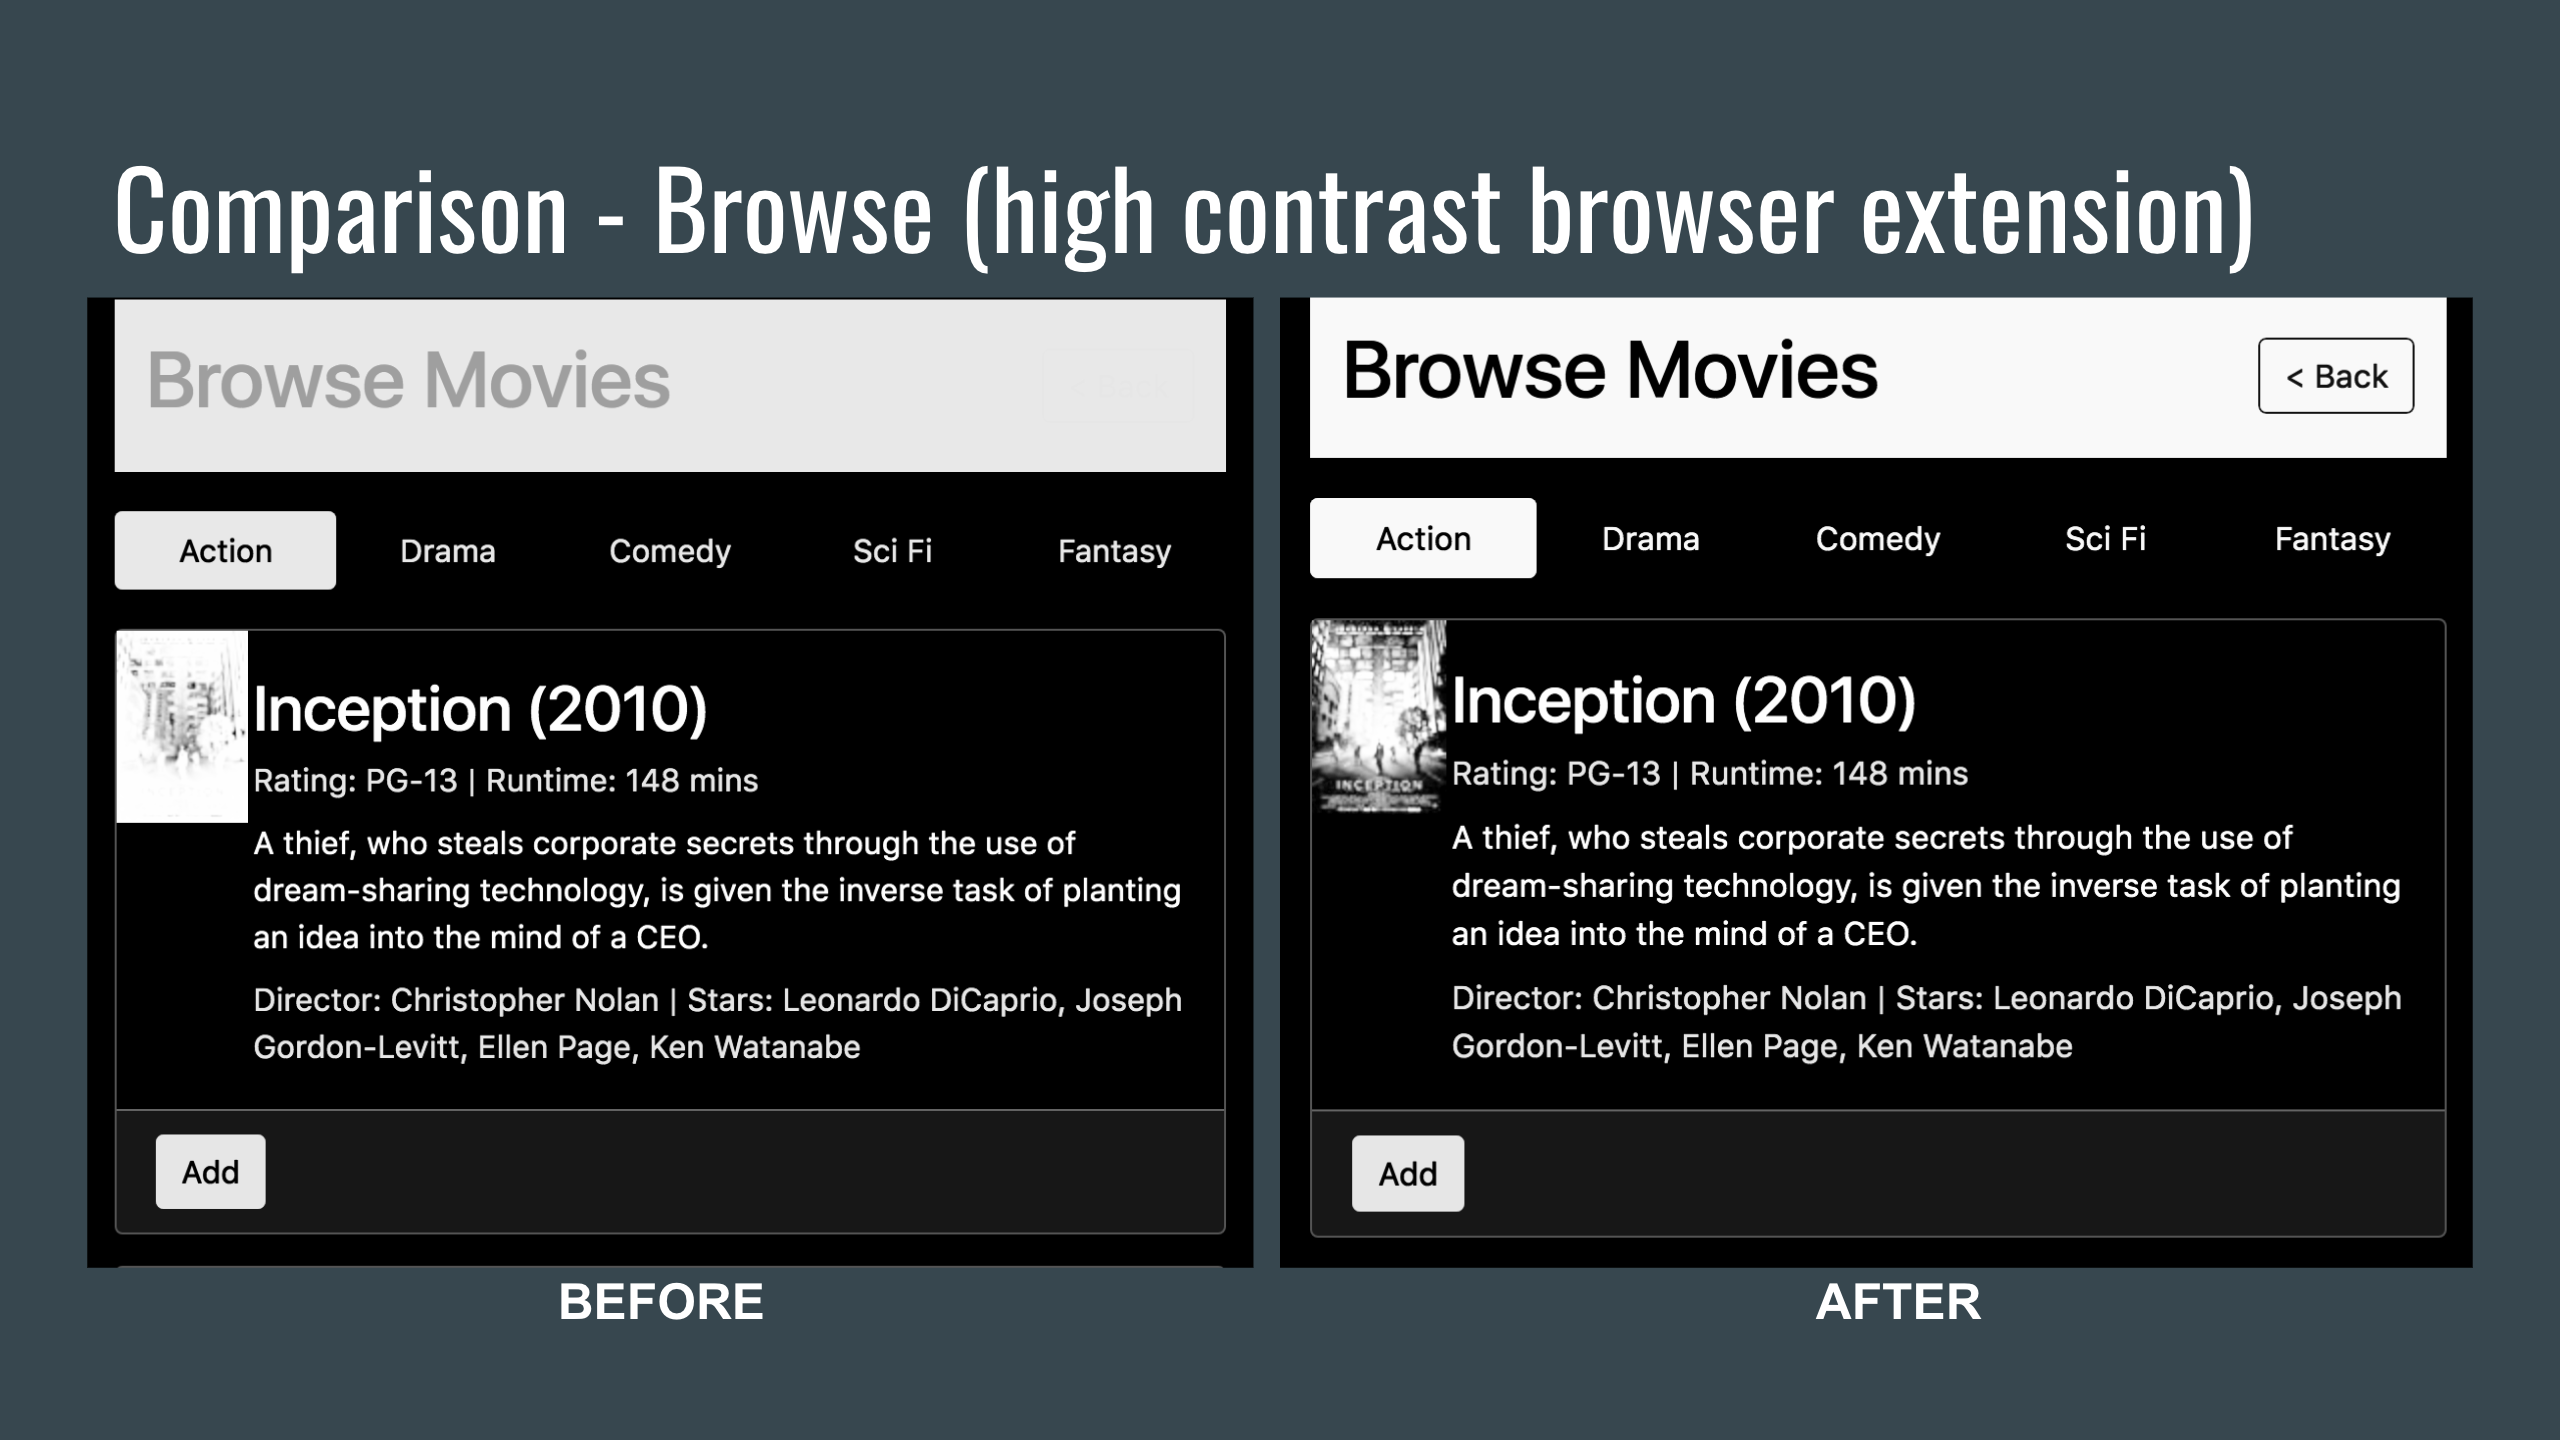 Comparison - Browse (high contrast browser extension)
Browse Movies
< Back
Action
Drama
Comedy
Sci Fi
Fantasy
Inception (2010)
Rating: PG-13 | Runtime: 148 mins
A thief, who steals corporate secrets through the use of
dream-sharing technology, is given the inverse task of planting
an idea into the mind of a CEO.
Director: Christopher Nolan | Stars: Leonardo DiCaprio, Joseph
Gordon-Levitt, Ellen Page, Ken Watanabe
Add
BEFORE
Browse Movies
< Back
Action
Drama
Comedy
Sci Fi
Fantasy
INCEPTION
Inception (2010)
Rating: PG-13 | Runtime: 148 mins
A thief, who steals corporate secrets through the use of
dream-sharing technology, is given the inverse task of planting
an idea into the mind of a CEO.
Director: Christopher Nolan | Stars: Leonardo DiCaprio, Joseph
Gordon-Levitt, Ellen Page, Ken Watanabe
Add
AFTER